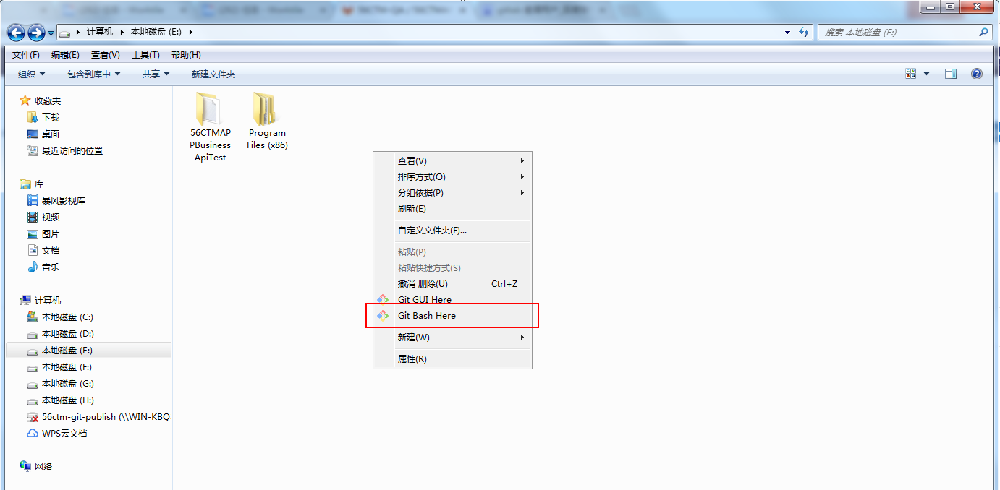 计算机 本地磁盘 (E:)
搜索 本地磁盘 (E:)
文件(F) 编辑(E) 查看(V) 工具(T) 帮助(H)
组织 包含到库中 共享 新建文件夹
收藏夹
下载
桌面
最近访问的位置
库
暴风影视库
视频
图片
文档
音乐
计算机
本地磁盘 (C:)
本地磁盘 (D:)
本地磁盘 (E:)
本地磁盘 (F:)
本地磁盘 (G:)
本地磁盘 (H:)
56ctm-git-publish (\\WIN-KBQ
WPS云文档
网络
56CTMAP
PBusiness
ApiTest
Program
Files (x86)
查看(V)
排序方式(O)
分组依据(P)
刷新(E)
自定义文件夹(F)...
粘贴(P)
粘贴快捷方式(S)
撤消 删除(U) Ctrl+Z
Git GUI Here
Git Bash Here
新建(W)
属性(R)